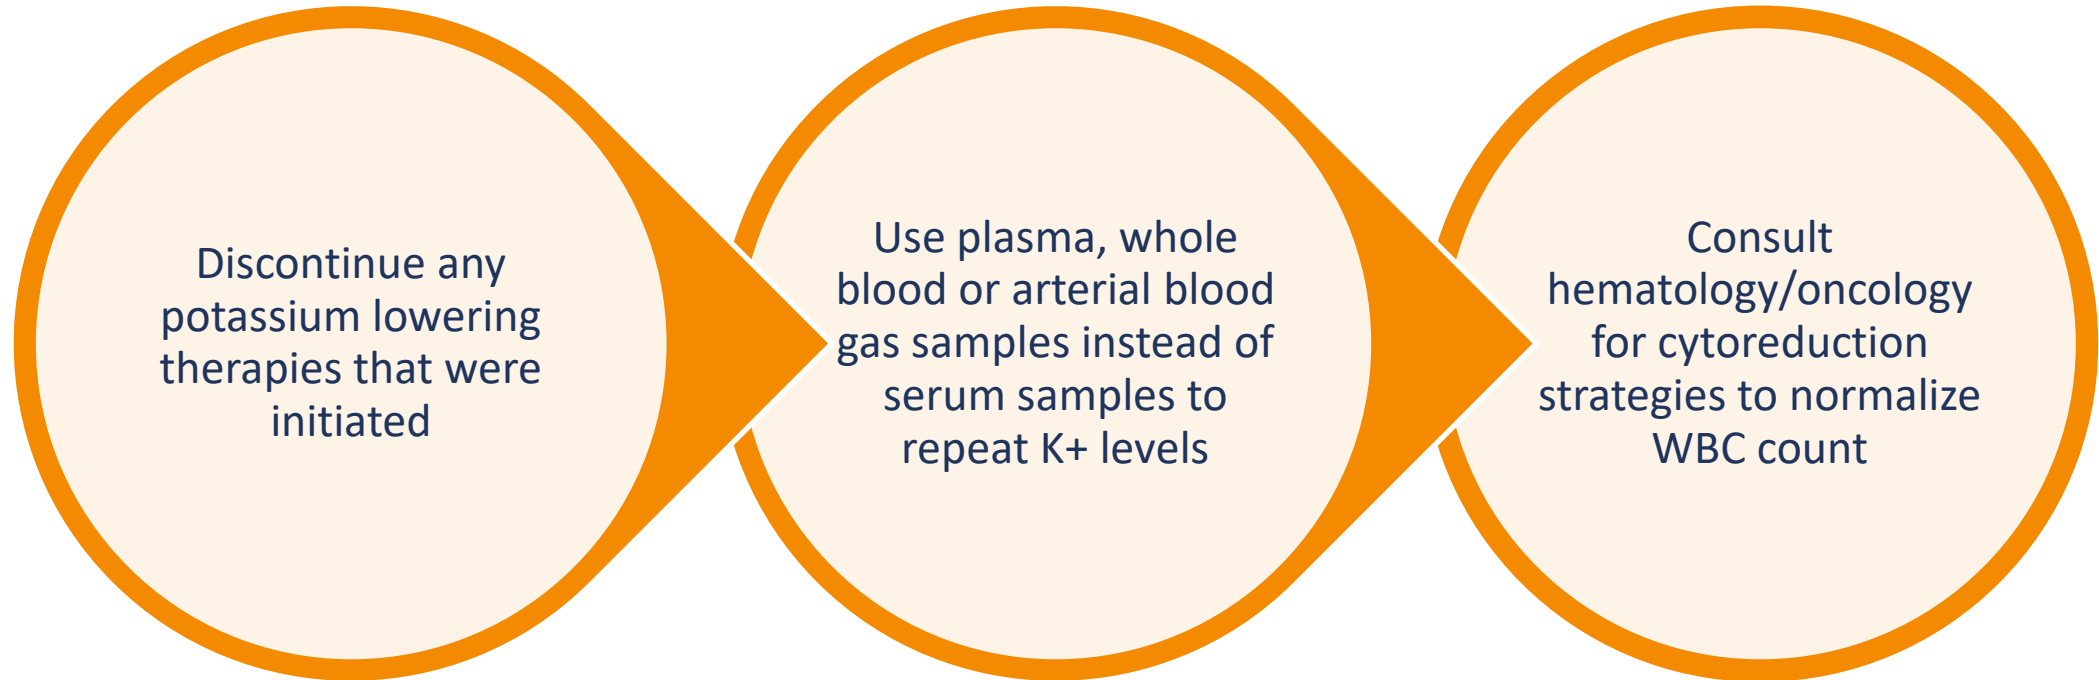 Discontinue any
potassium lowering
therapies that were
initiated
Use plasma, whole
blood or arterial blood
gas samples instead of
serum samples to
repeat K+ levels
Consult
hematology/oncology
for cytoreduction
strategies to normalize
WBC count